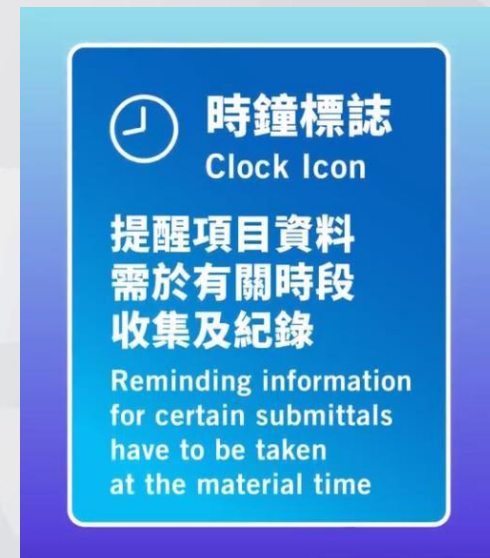 時鐘標誌
Clock Icon
提醒項目資料
需於有關時段
收集及紀錄
Reminding information
for certain submittals
have to be taken
at the material time